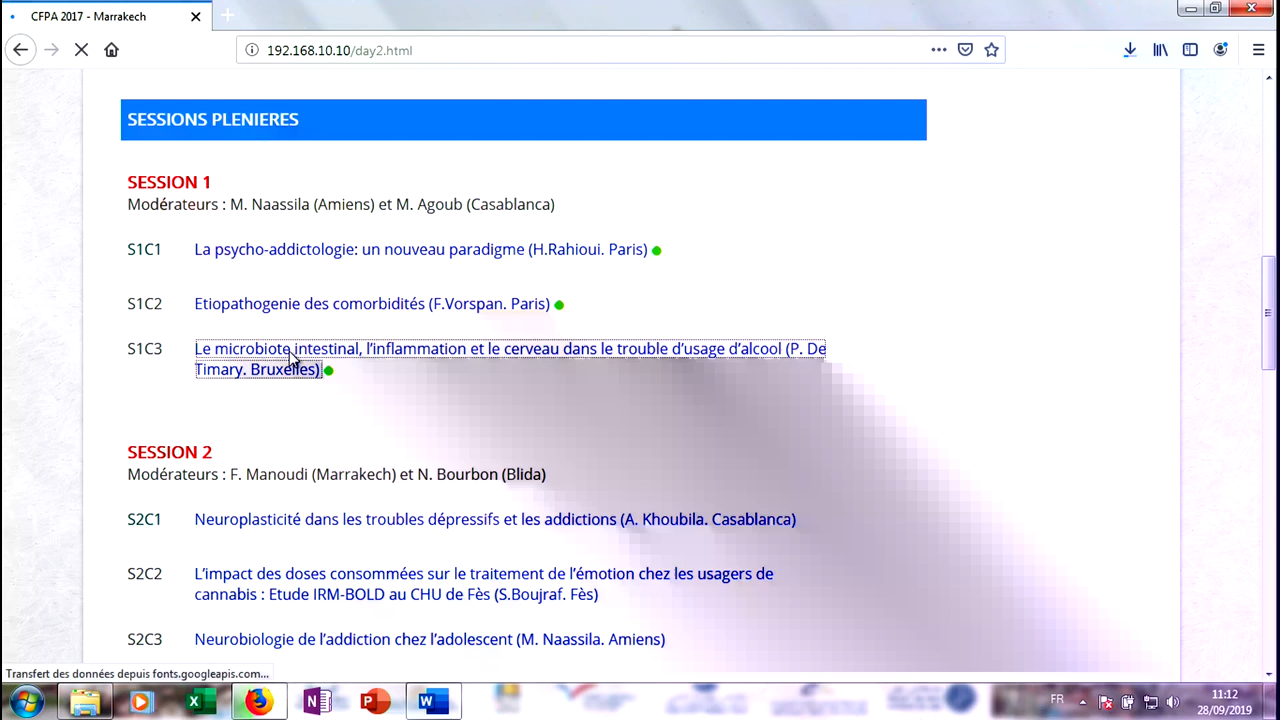 CFPA 2017 - Marrakech
192.168.10.10/day2.html
SESSIONS PLENIERES
SESSION 1
Modérateurs : M. Naassila (Amiens) et M. Agoub (Casablanca)
S1C1 La psycho-addictologie: un nouveau paradigme (H.Rahioui. Paris)
S1C2 Etiopathogenie des comorbidités (F.Vorspan. Paris)
S1C3 Le microbiote intestinal, l’inflammation et le cerveau dans le trouble d’usage d’alcool (P. De
Timary. Bruxelles)
SESSION 2
Modérateurs : F. Manoudi (Marrakech) et N. Bourbon (Blida)
S2C1 Neuroplasticité dans les troubles dépressifs et les addictions (A. Khoubila. Casablanca)
S2C2 L’impact des doses consommées sur le traitement de l’émotion chez les usagers de
cannabis : Etude IRM-BOLD au CHU de Fès (S.Boujraf. Fès)
S2C3 Neurobiologie de l’addiction chez l’adolescent (M. Naassila. Amiens)
Transfert des données depuis fonts.googleapis.com...
FR
11:12
28/09/2019